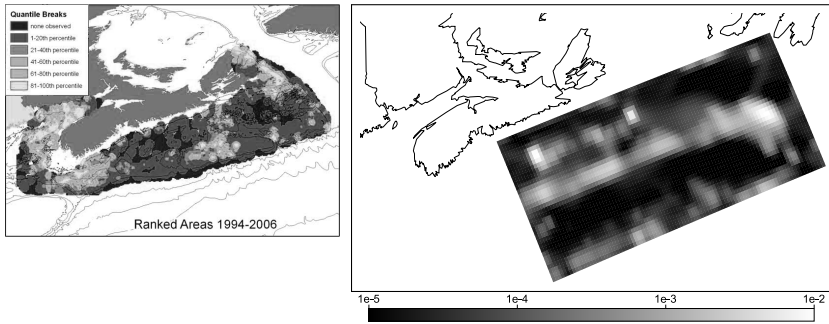 Quantile Breaks
none observed
1-20th percentile
21-40th percentile
41-60th percentile
61-80th percentile
81-100th percentile
Ranked Areas 1994-2006
1e-5 1e-4 1e-3 1e-2